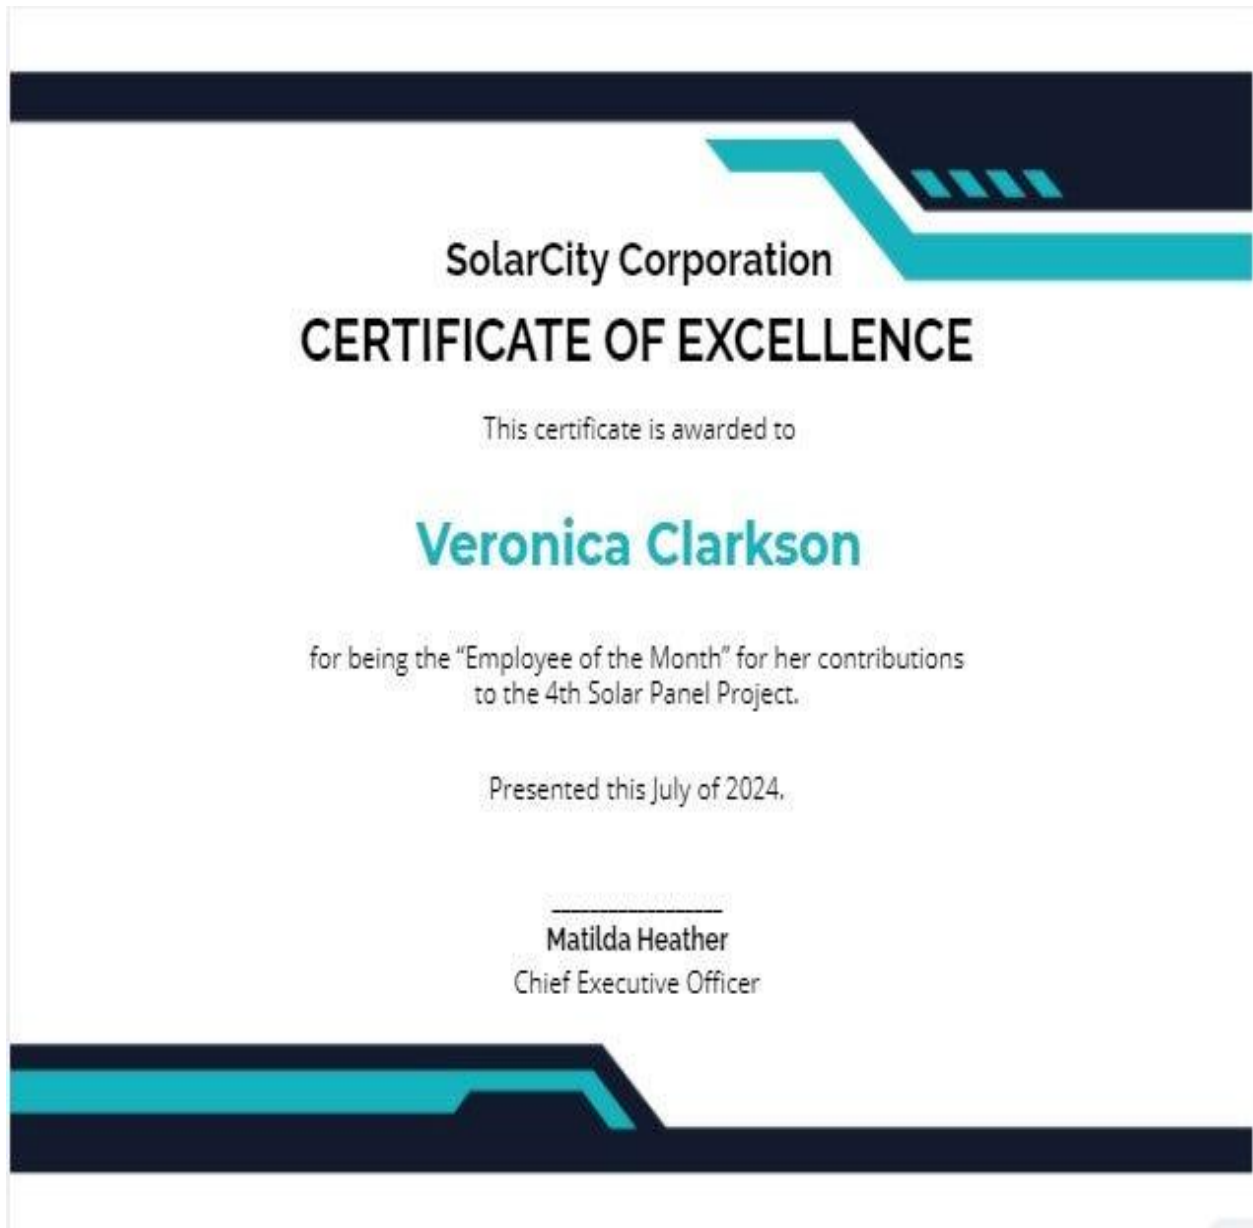 SolarCity Corporation
CERTIFICATE OF EXCELLENCE
This certificate is awarded to
Veronica Clarkson
for being the “Employee of the Month” for her contributions
to the 4th Solar Panel Project.
Presented this July of 2024.
Matilda Heather
Chief Executive Officer